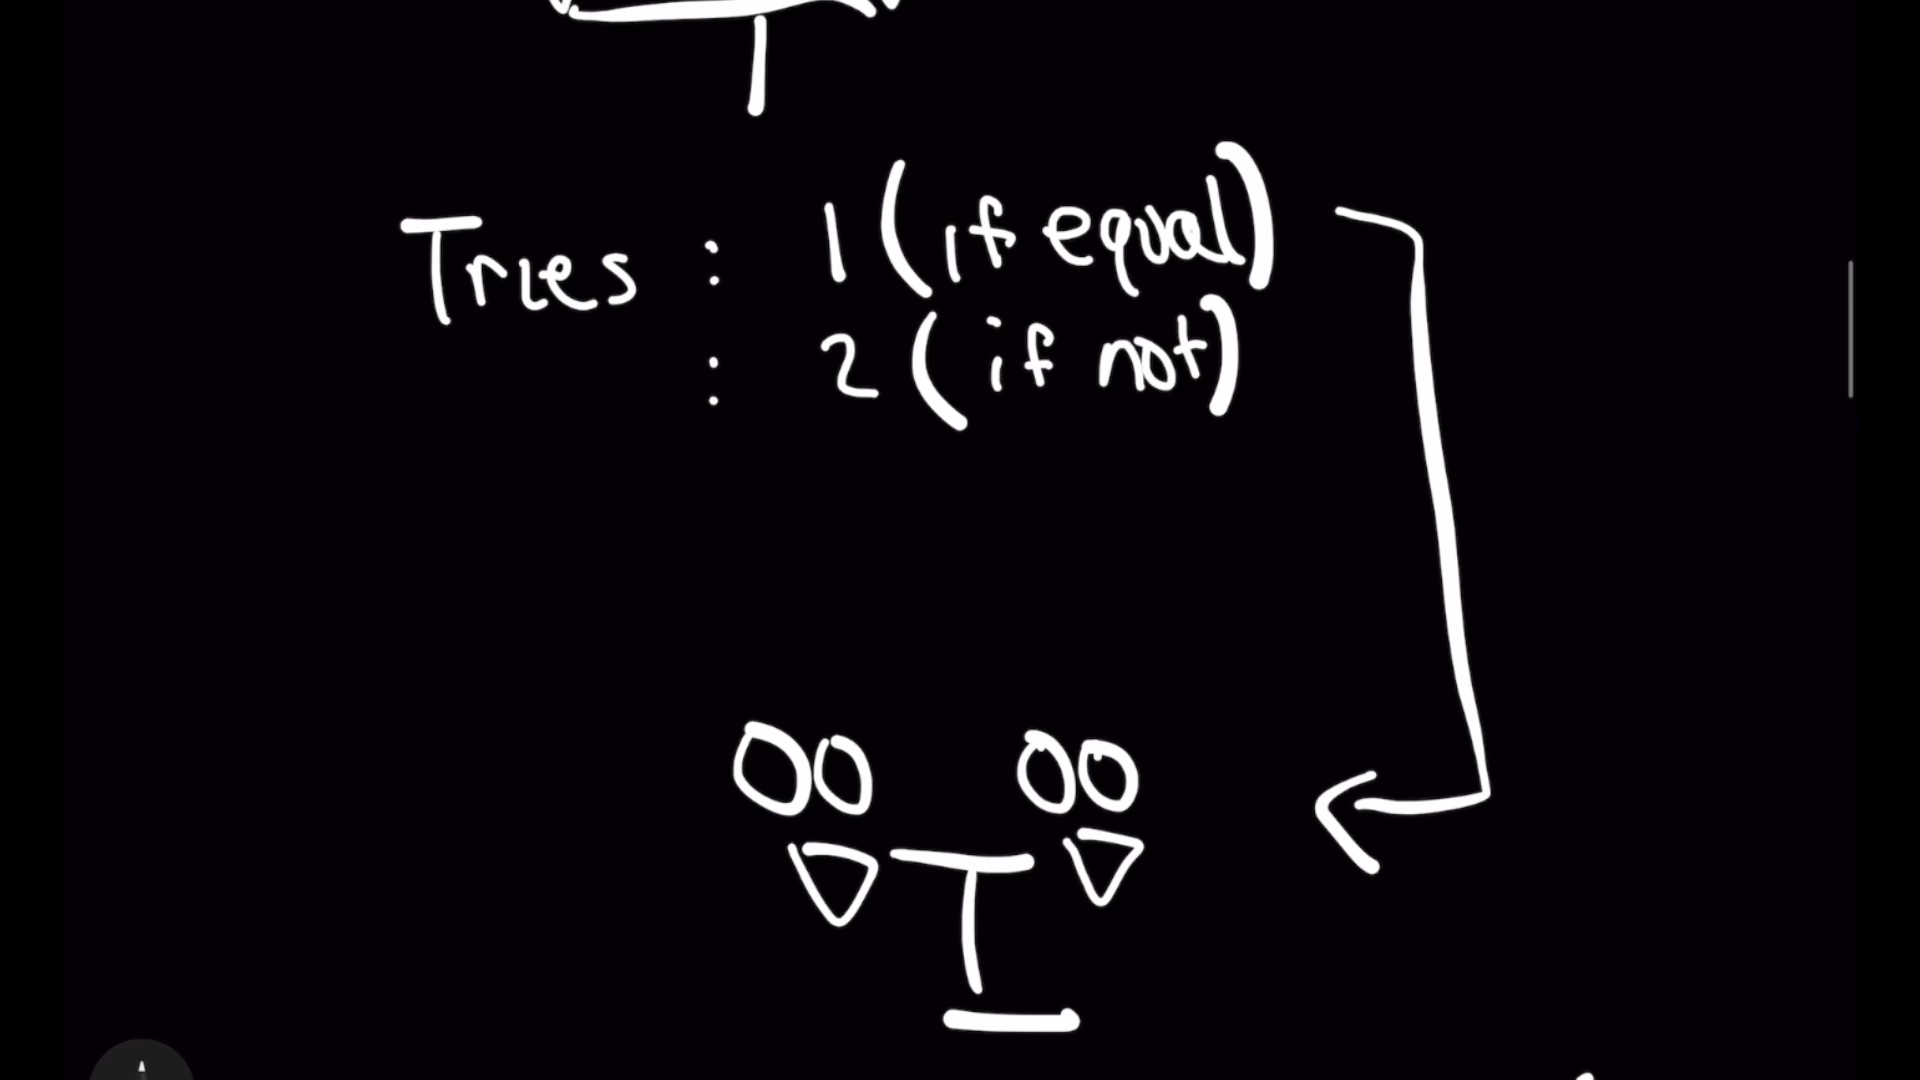 Tries : 1 (if equal)
: 2 (if not)